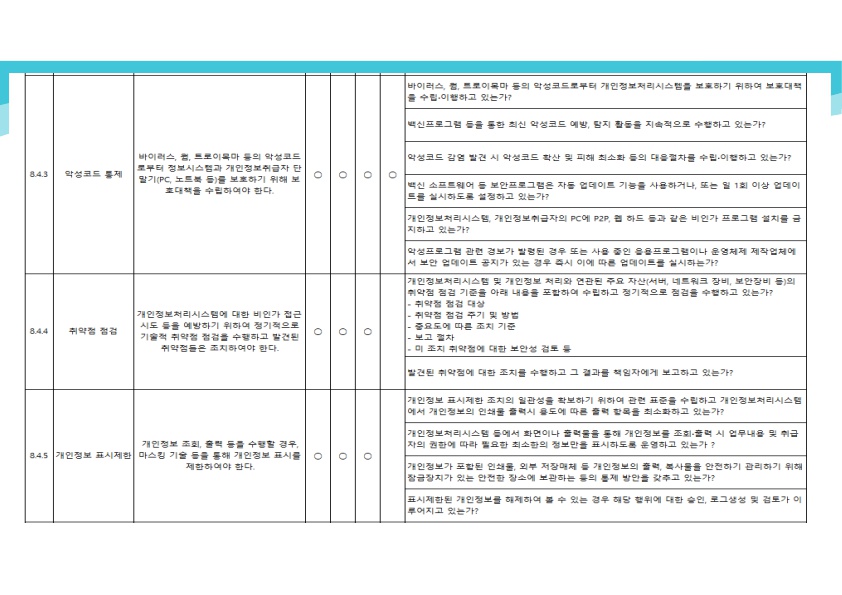 바이러스, 웜, 트로이목마 등의 악성코드로부터 개인정보처리시스템을 보호하기 위하여 보호대책
을 수립·이행하고 있는가?
백신프로그램 등을 통한 최신 악성코드 예방, 탐지 활동을 지속적으로 수행하고 있는가?
8.4.3
악성코드 통제
바이러스, 웜, 트로이목마 등의 악성코드
로부터 정보시스템과 개인정보취급자 단
말기(PC, 노트북 등)를 보호하기 위해 보
호대책을 수립하여야 한다.
○ ○ ○ ○
악성코드 감염 발견 시 악성코드 확산 및 피해 최소화 등의 대응절차를 수립·이행하고 있는가?
백신 소프트웨어 등 보안프로그램은 자동 업데이트 기능을 사용하거나, 또는 일 1회 이상 업데이
트를 실시하도록 설정하고 있는가?
개인정보처리시스템, 개인정보취급자의 PC에 P2P, 웹 하드 등과 같은 비인가 프로그램 설치를 금
지하고 있는가?
악성프로그램 관련 경보가 발령된 경우 또는 사용 중인 응용프로그램이나 운영체제 제작업체에
서 보안 업데이트 공지가 있는 경우 즉시 이에 따른 업데이트를 실시하는가?
8.4.4
취약점 점검
개인정보처리시스템에 대한 비인가 접근
시도 등을 예방하기 위하여 정기적으로
기술적 취약점 점검을 수행하고 발견된
취약점들은 조치하여야 한다.
○ ○ ○
개인정보처리시스템 및 개인정보 처리와 연관된 주요 자산(서버, 네트워크 장비, 보안장비 등)의
취약점 점검 기준을 아래 내용을 포함하여 수립하고 정기적으로 점검을 수행하고 있는가?
- 취약점 점검 대상
- 취약점 점검 주기 및 방법
- 중요도에 따른 조치 기준
- 보고 절차
- 미 조치 취약점에 대한 보안성 검토 등
발견된 취약점에 대한 조치를 수행하고 그 결과를 책임자에게 보고하고 있는가?
8.4.5
개인정보 표시제한
개인정보 조회, 출력 등을 수행할 경우,
마스킹 기술 등을 통해 개인정보 표시를
제한하여야 한다.
○ ○ ○
개인정보 표시제한 조치의 일관성을 확보하기 위하여 관련 표준을 수립하고 개인정보처리시스템
에서 개인정보의 인쇄물 출력시 용도에 따른 출력 항목을 최소화하고 있는가?
개인정보처리시스템 등에서 화면이나 출력물을 통해 개인정보를 조회·출력 시 업무내용 및 취급
자의 권한에 따라 필요한 최소한의 정보만을 표시하도록 운영하고 있는가 ?
개인정보가 포함된 인쇄물, 외부 저장매체 등 개인정보의 출력, 복사물을 안전하기 관리하기 위해
잠금장치가 있는 안전한 장소에 보관하는 등의 통제 방안을 갖추고 있는가?
표시제한된 개인정보를 해제하여 볼 수 있는 경우 해당 행위에 대한 승인, 로그생성 및 검토가 이
루어지고 있는가?